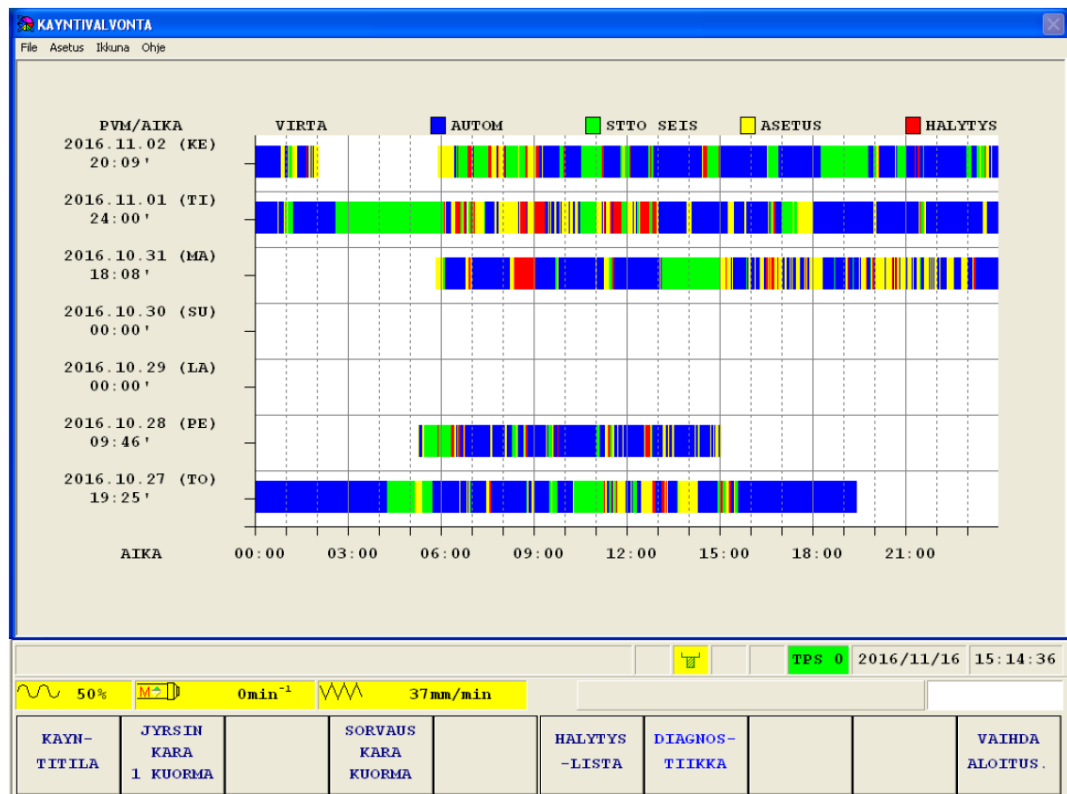 KAYNTIVALVONTA
File Asetus Ikkuna Ohje
PVM/AIKA VIRTA AUTOM STTO SEIS ASETUS HALYTYS
2016.11.02 (KE)
20:09'
2016.11.01 (TI)
24:00'
2016.10.31 (MA)
18:08'
2016.10.30 (SU)
00:00'
2016.10.29 (LA)
00:00'
2016.10.28 (PE)
09:46'
2016.10.27 (TO)
19:25'
AIKA 00:00 03:00 06:00 09:00 12:00 15:00 18:00 21:00
TPS 0 2016/11/16 15:14:36
50% M 0min⁻¹ 37mm/min
KAYN-
TITILA
JYRSIN
KARA
1 KUORMA
SORVAUS
KARA
KUORMA
HALYTYS
-LISTA
DIAGNOS-
TIIKKA
VAIHDA
ALOITUS.